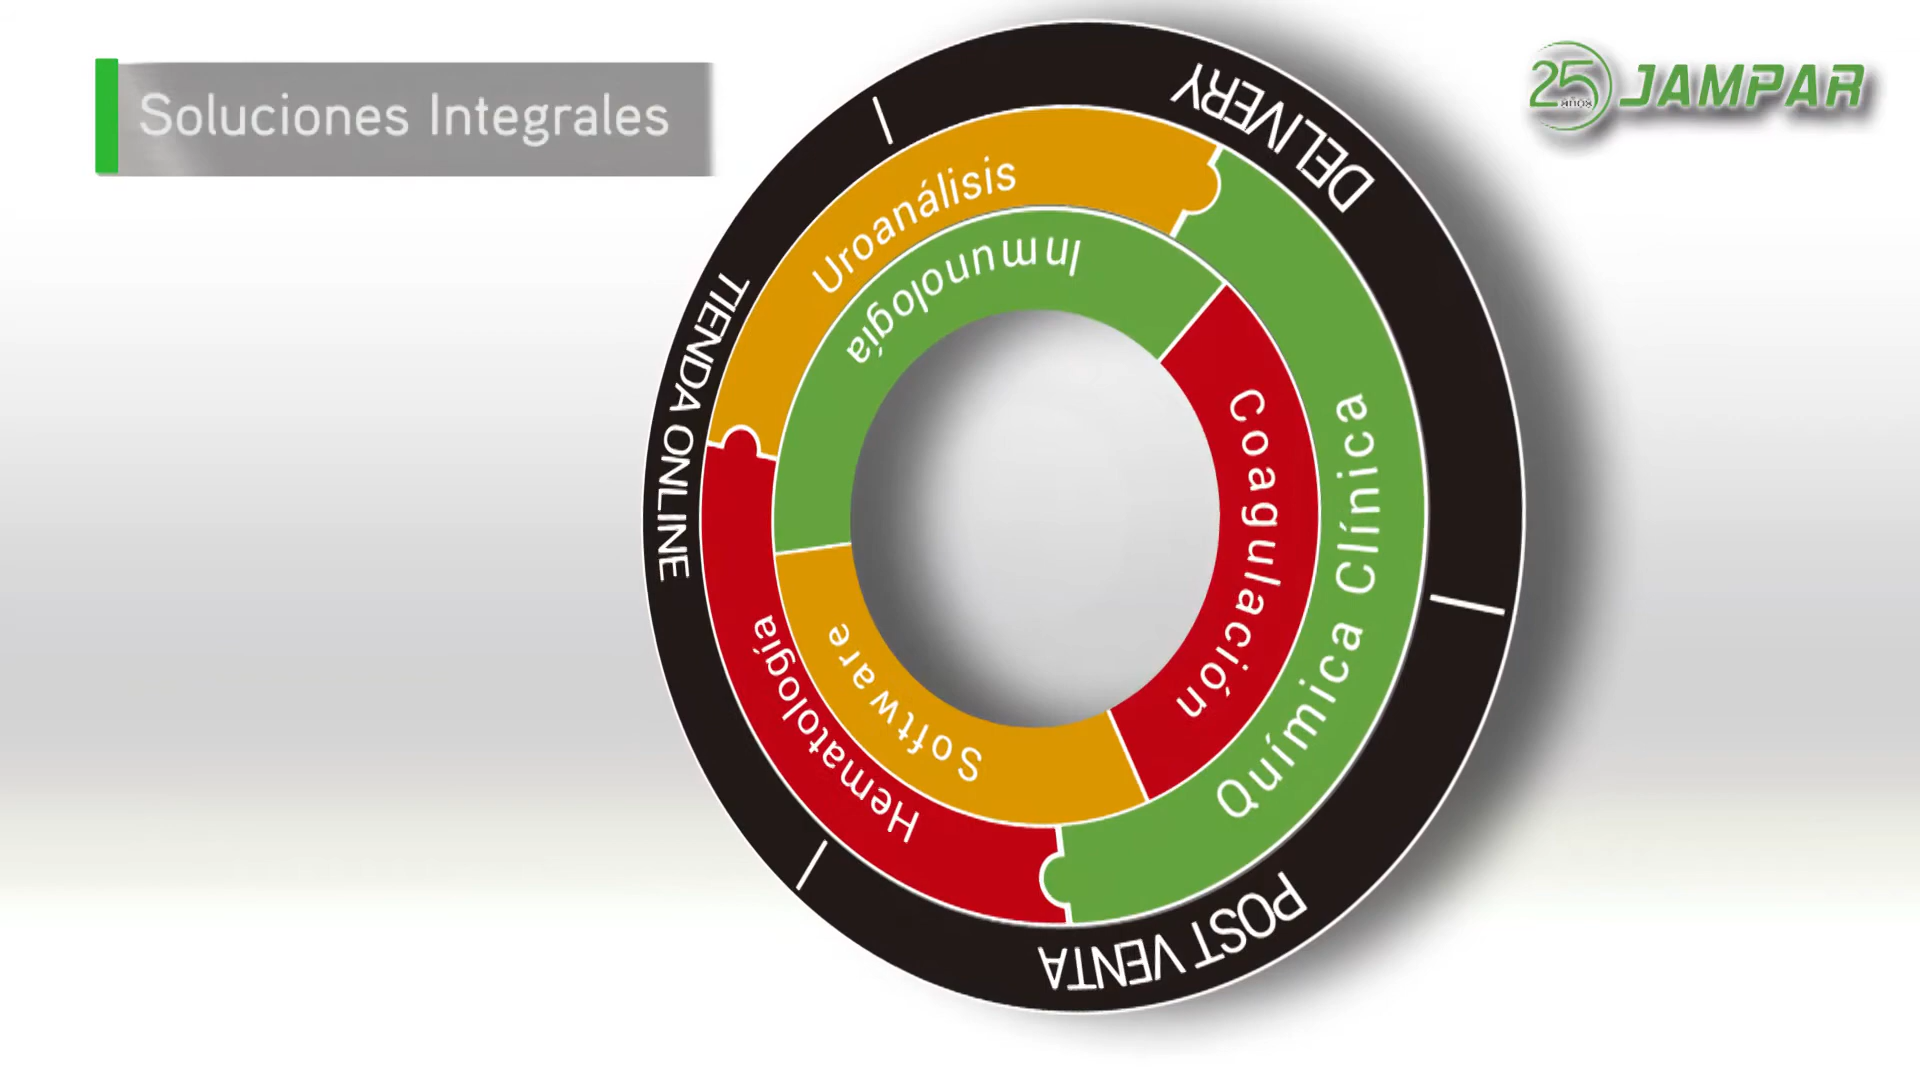 Soluciones Integrales
25 años JAMPAR
DELIVERY
TIENDA ONLINE
POST VENTA
Uroanálisis
Química Clínica
Hematología
Inmunología
Coagulación
Software